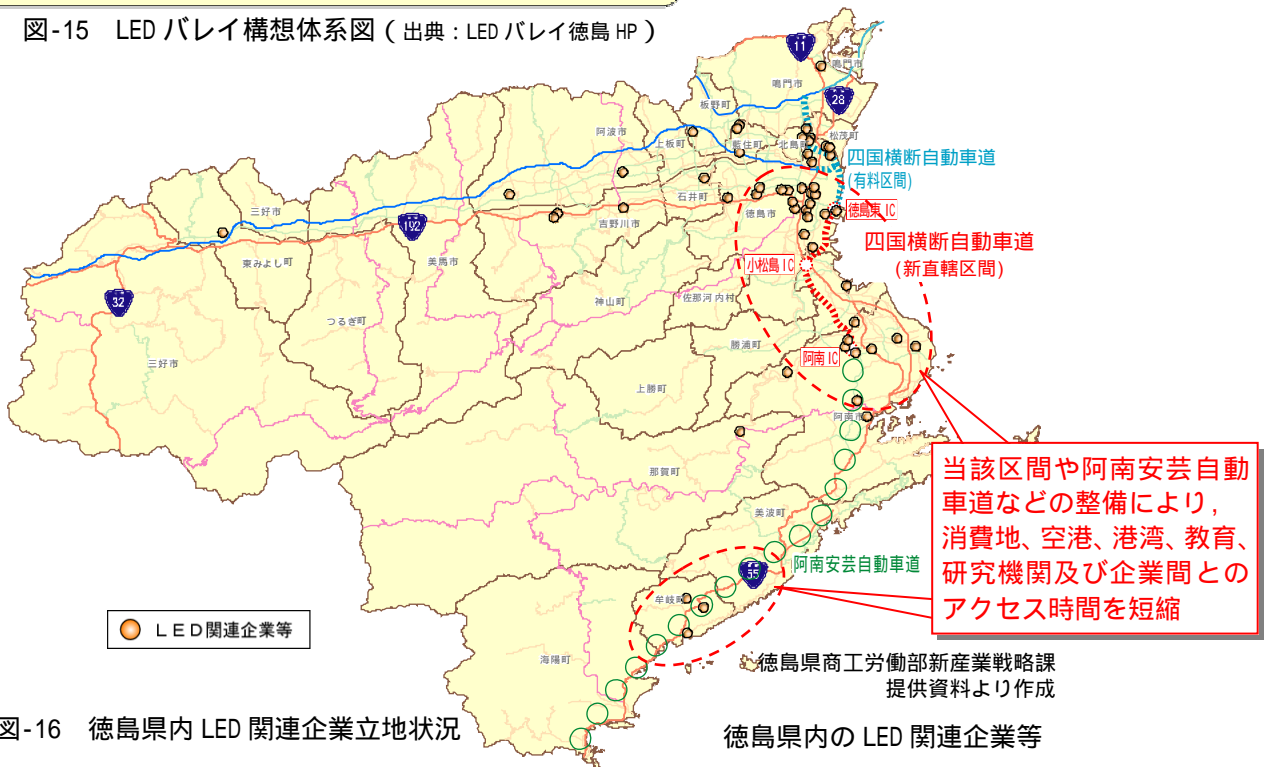 図-15 LED バレイ構想体系図（出典：LED バレイ徳島 HP）
11
鳴門市
鳴門市
28
板野町
松茂町
阿波市
上板町
藍住町
北島町
四国横断自動車道
(有料区間)
石井町
徳島市
徳島東 IC
三好市
192
吉野川市
四国横断自動車道
(新直轄区間)
東みよし町
美馬市
小松島 IC
32
神山町
佐那河内村
つるぎ町
勝浦町
三好市
阿南 IC
上勝町
阿南市
那賀町
当該区間や阿南安芸自動
車道などの整備により，
消費地、空港、港湾、教育、
研究機関及び企業間との
アクセス時間を短縮
美波町
55
阿南安芸自動車道
牟岐町
ＬＥＤ関連企業等
海陽町
徳島県商工労働部新産業戦略課
提供資料より作成
図-16 徳島県内 LED 関連企業立地状況
徳島県内の LED 関連企業等